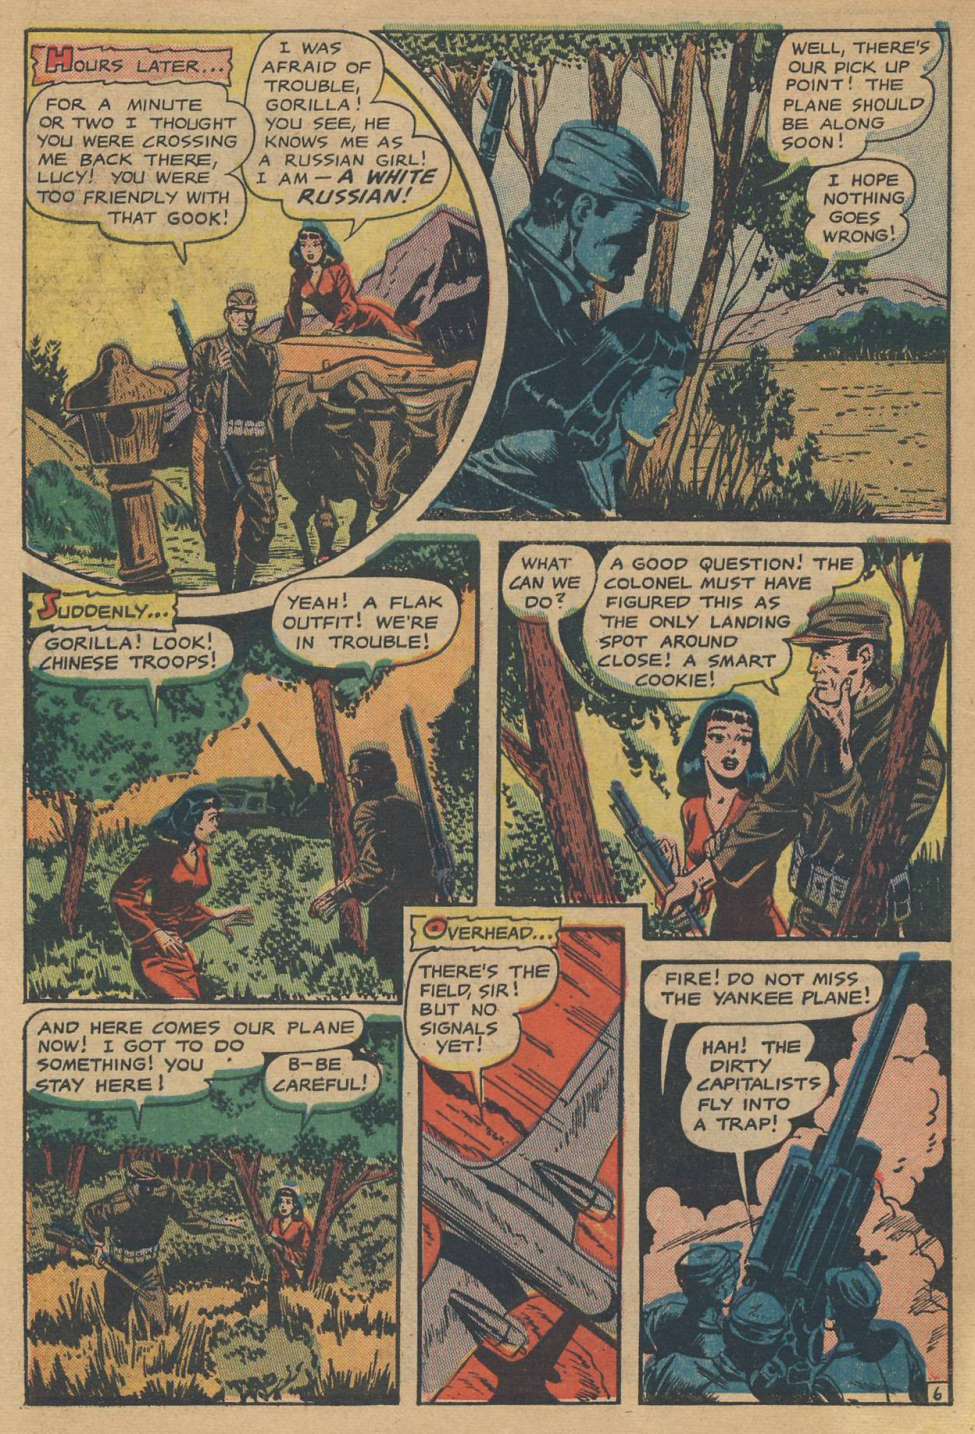 HOURS LATER...
FOR A MINUTE
OR TWO I THOUGHT
YOU WERE CROSSING
ME BACK THERE,
LUCY! YOU WERE
TOO FRIENDLY WITH
THAT GOOK!
I WAS
AFRAID OF
TROUBLE,
GORILLA!
YOU SEE, HE
KNOWS ME AS
A RUSSIAN GIRL!
I AM — A WHITE
RUSSIAN!
WELL, THERE'S
OUR PICK UP
POINT! THE
PLANE SHOULD
BE ALONG
SOON!
I HOPE
NOTHING
GOES
WRONG!
SUDDENLY...
GORILLA! LOOK!
CHINESE TROOPS!
YEAH! A FLAK
OUTFIT! WE'RE
IN TROUBLE!
WHAT
CAN WE
DO?
A GOOD QUESTION! THE
COLONEL MUST HAVE
FIGURED THIS AS
THE ONLY LANDING
SPOT AROUND
CLOSE! A SMART
COOKIE!
AND HERE COMES OUR PLANE
NOW! I GOT TO DO
SOMETHING! YOU
STAY HERE!
B-BE
CAREFUL!
OVERHEAD...
THERE'S THE
FIELD, SIR!
BUT NO
SIGNALS
YET!
FIRE! DO NOT MISS
THE YANKEE PLANE!
HAH! THE
DIRTY
CAPITALISTS
FLY INTO
A TRAP!
6